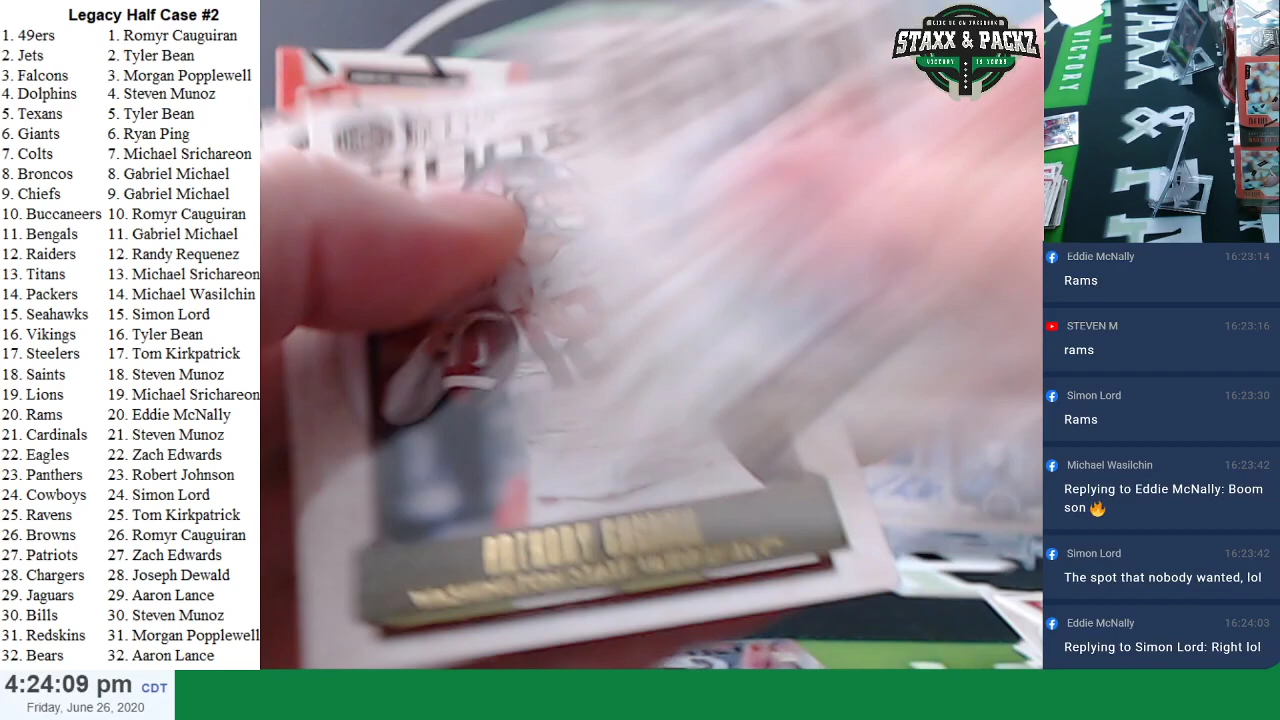 Legacy Half Case #2
1. 49ers 1. Romyr Cauguiran
2. Jets 2. Tyler Bean
3. Falcons 3. Morgan Popplewell
4. Dolphins 4. Steven Munoz
5. Texans 5. Tyler Bean
6. Giants 6. Ryan Ping
7. Colts 7. Michael Srichareon
8. Broncos 8. Gabriel Michael
9. Chiefs 9. Gabriel Michael
10. Buccaneers 10. Romyr Cauguiran
11. Bengals 11. Gabriel Michael
12. Raiders 12. Randy Requenez
13. Titans 13. Michael Srichareon
14. Packers 14. Michael Wasilchin
15. Seahawks 15. Simon Lord
16. Vikings 16. Tyler Bean
17. Steelers 17. Tom Kirkpatrick
18. Saints 18. Steven Munoz
19. Lions 19. Michael Srichareon
20. Rams 20. Eddie McNally
21. Cardinals 21. Steven Munoz
22. Eagles 22. Zach Edwards
23. Panthers 23. Robert Johnson
24. Cowboys 24. Simon Lord
25. Ravens 25. Tom Kirkpatrick
26. Browns 26. Romyr Cauguiran
27. Patriots 27. Zach Edwards
28. Chargers 28. Joseph Dewald
29. Jaguars 29. Aaron Lance
30. Bills 30. Steven Munoz
31. Redskins 31. Morgan Popplewell
32. Bears 32. Aaron Lance
4:24:09 pm CDT
Friday, June 26, 2020
ANTHONY
WASHINGTON STATE
STAXX & PACKZ
VICTORY IS YOURS
VICTORY
Eddie McNally 16:23:14
Rams
STEVEN M 16:23:16
rams
Simon Lord 16:23:30
Rams
Michael Wasilchin 16:23:42
Replying to Eddie McNally: Boom
son 🔥
Simon Lord 16:23:42
The spot that nobody wanted, lol
Eddie McNally 16:24:03
Replying to Simon Lord: Right lol